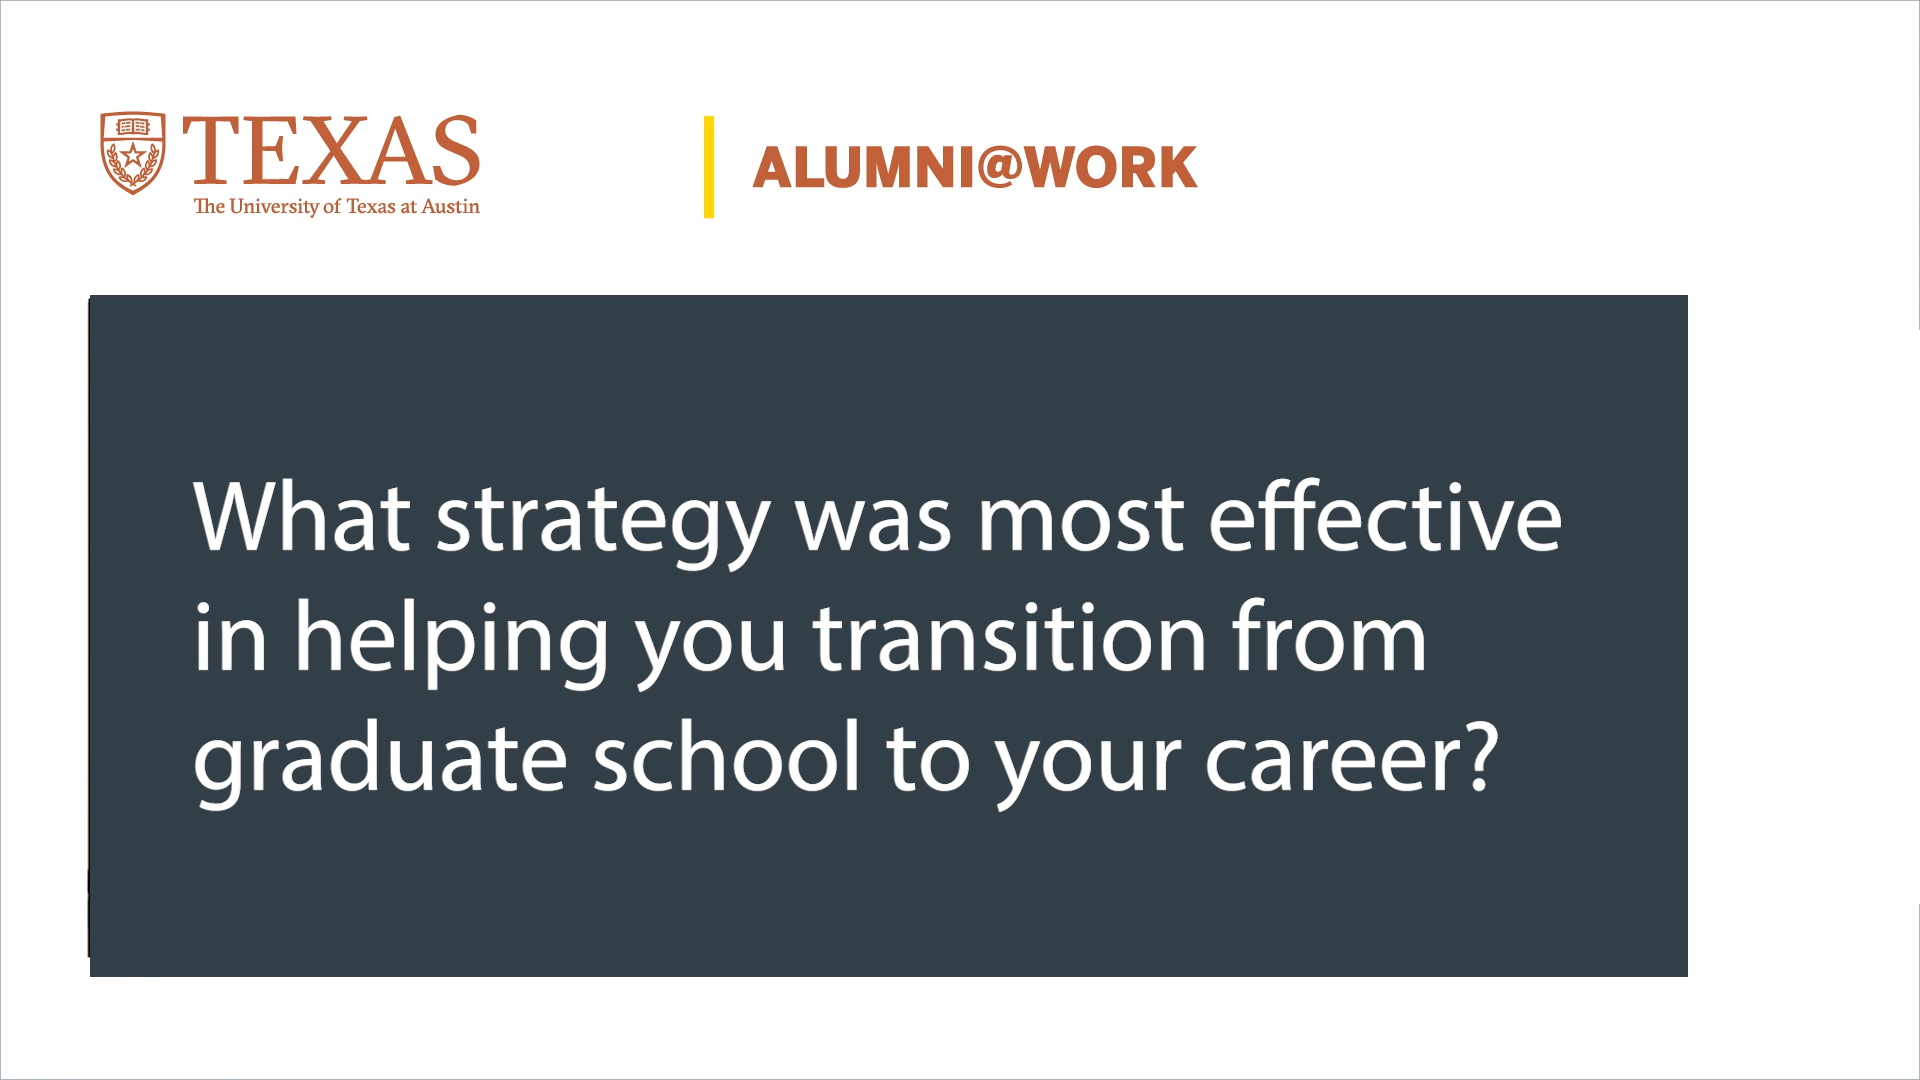 TEXAS
The University of Texas at Austin
ALUMNI@WORK
What strategy was most effective
in helping you transition from
graduate school to your career?